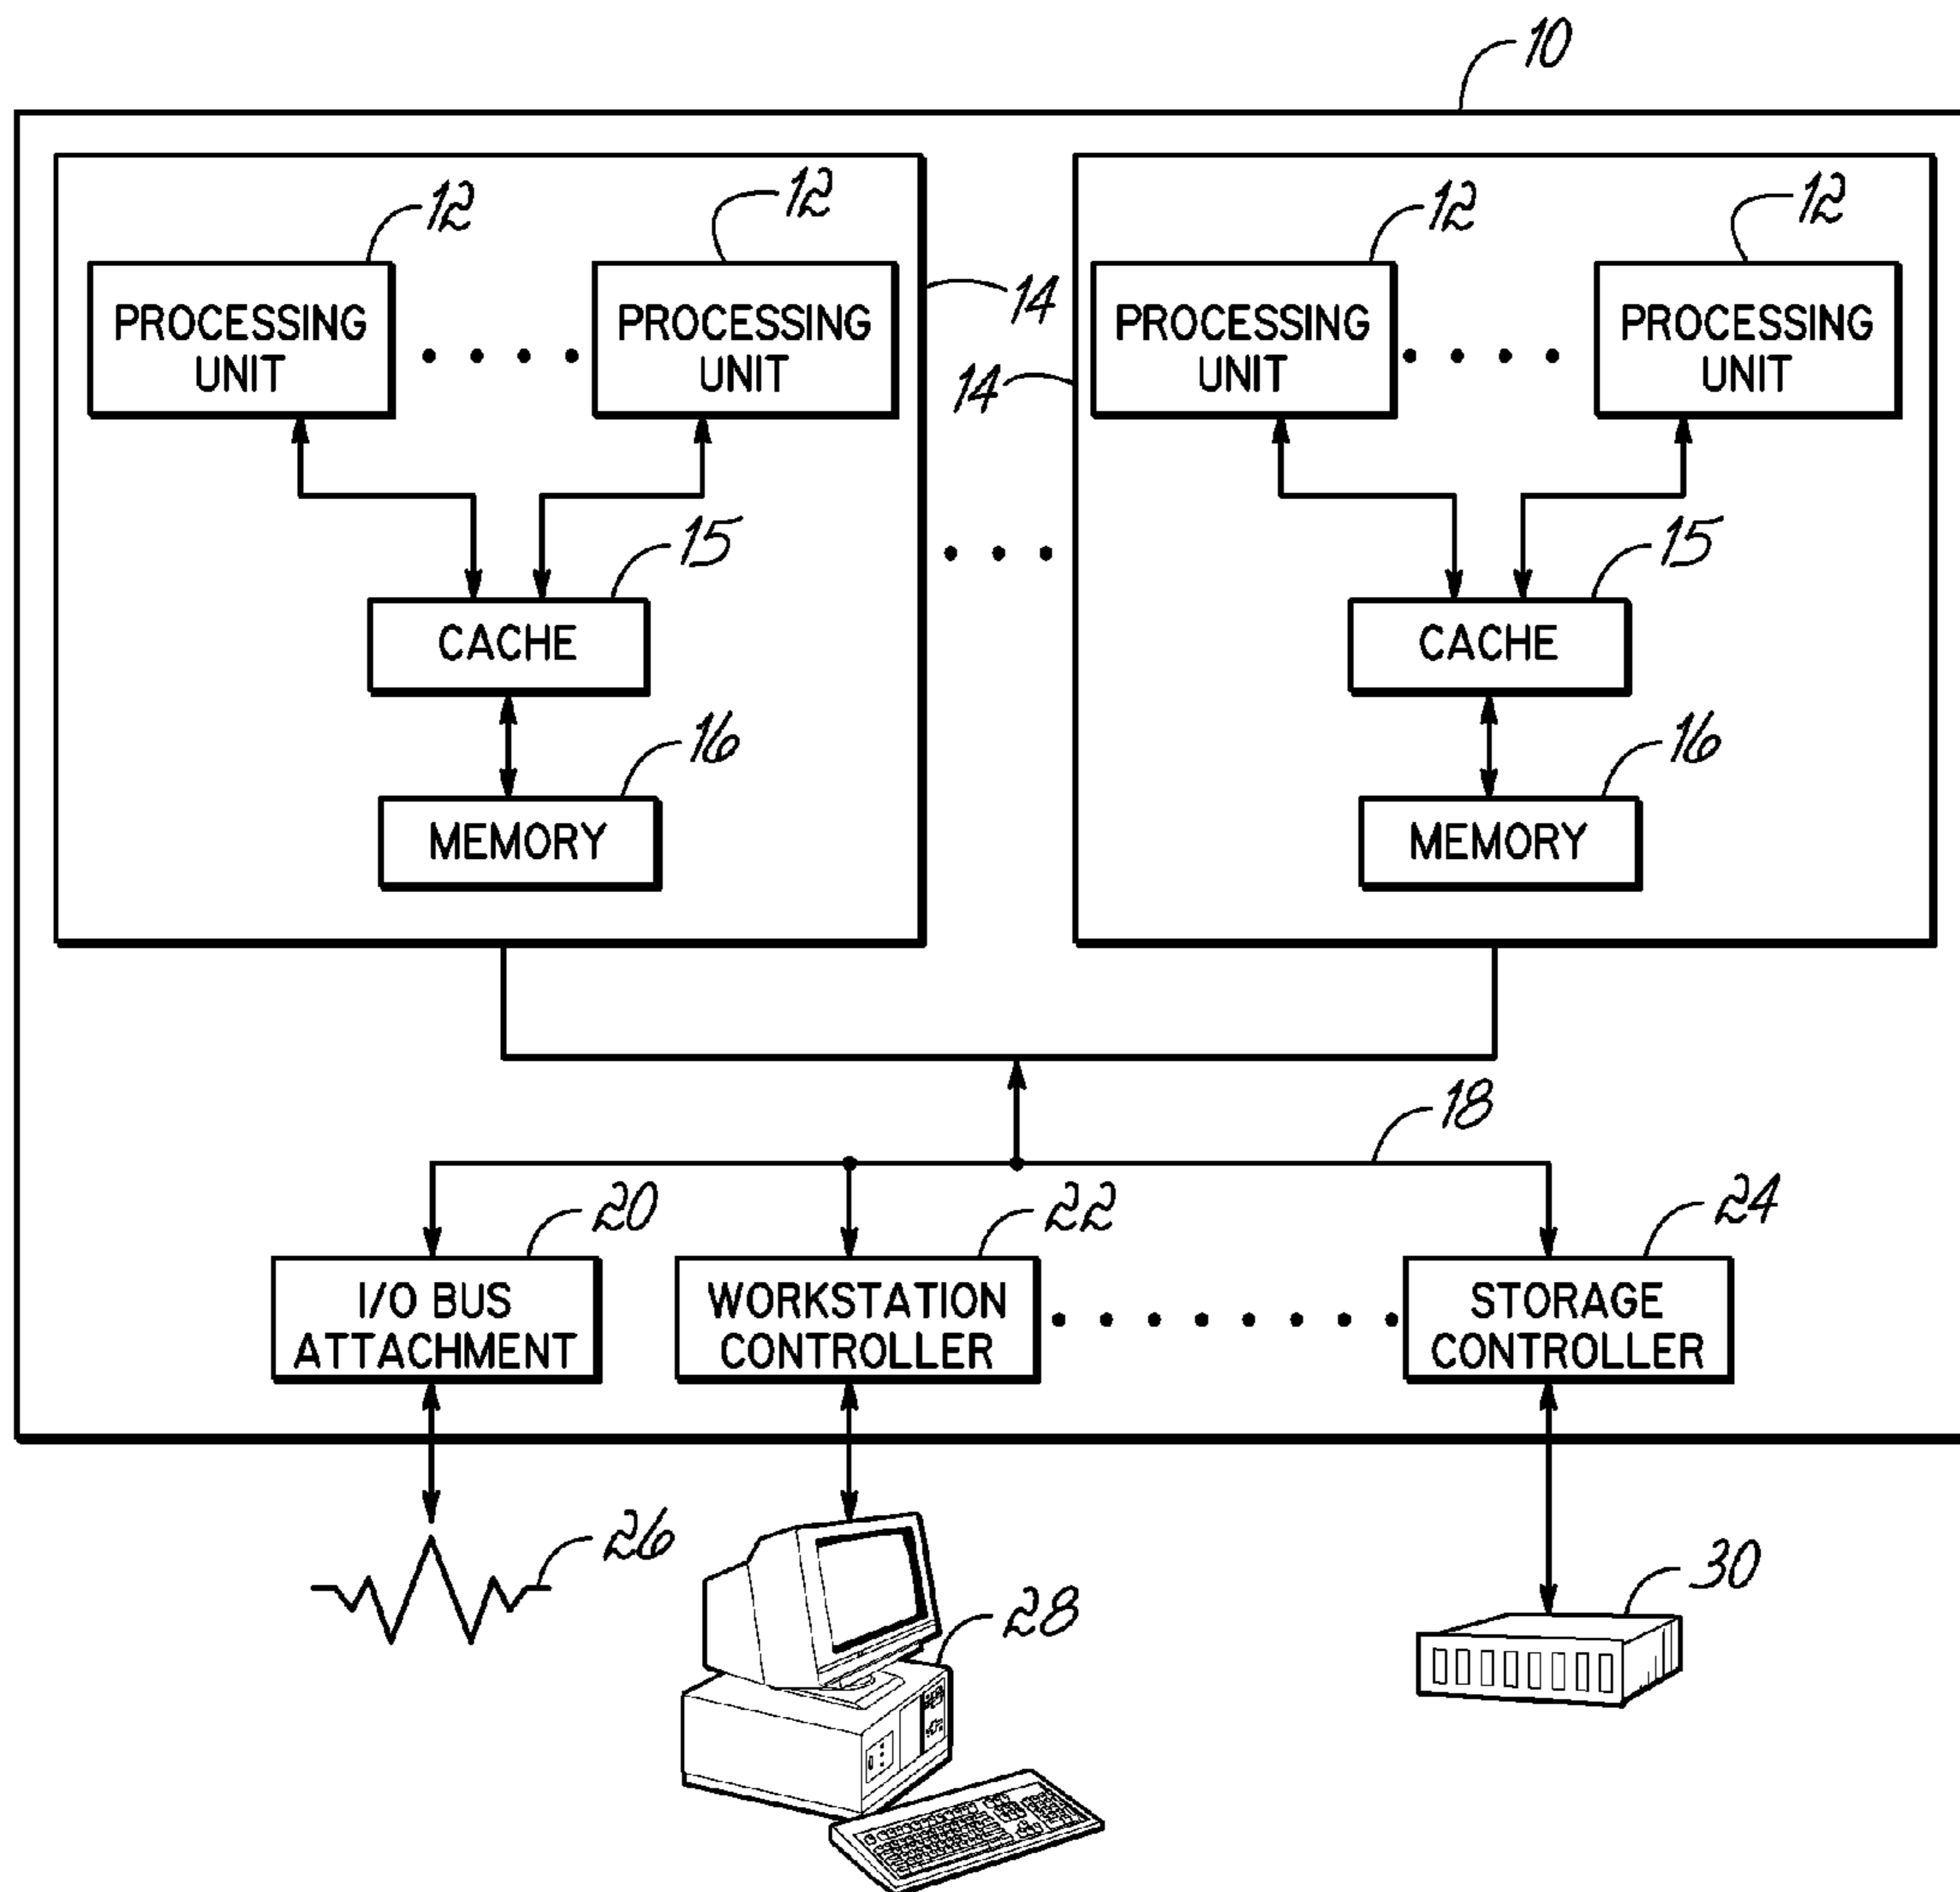 10
12
12
12
12
PROCESSING
UNIT
PROCESSING
UNIT
14
14
PROCESSING
UNIT
PROCESSING
UNIT
15
15
CACHE
CACHE
16
16
MEMORY
MEMORY
18
20
22
24
I/O BUS
ATTACHMENT
WORKSTATION
CONTROLLER
STORAGE
CONTROLLER
26
28
30